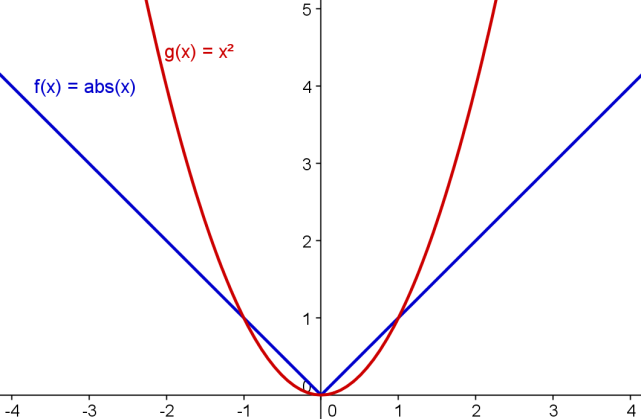 5
g(x) = x²
f(x) = abs(x)
4
3
2
1
0
-4 -3 -2 -1 0 1 2 3 4